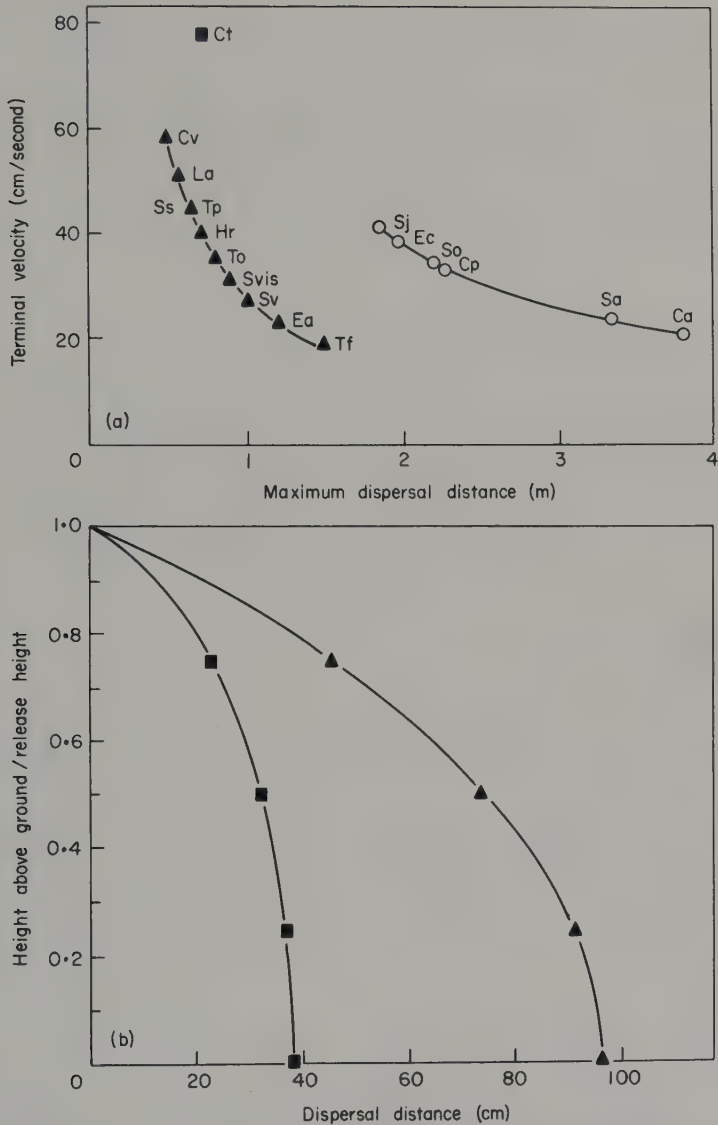 80
60
40
20
0
Terminal velocity (cm/second)
Ct
Cv
La
Ss Tp
Hr
To
Svis
Sv
Ea
Tf
Sj
Ec
So
Cp
Sa
Ca
(a)
1 2 3 4
Maximum dispersal distance (m)
1·0
0·8
0·6
0·4
0·2
0
Height above ground/release height
(b)
20 40 60 80 100
Dispersal distance (cm)